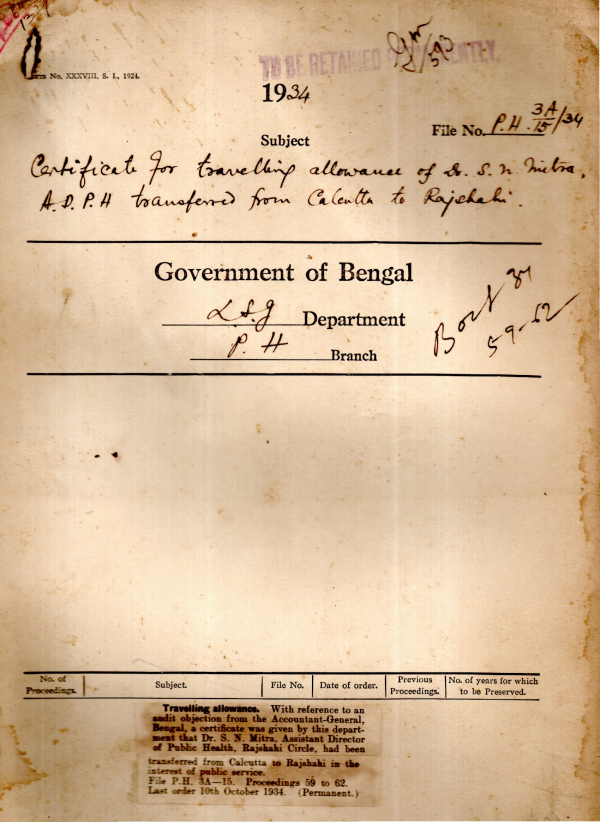 Form No. XXXVIII, S. I., 1924.
TO BE RETAINED PERMANENTLY.
1934
File No. P.H. 3A/15/34
Subject
Certificate for travelling allowance of Dr. S. N. Mitra,
A.D.P.H transferred from Calcutta to Rajshahi.
Government of Bengal
L.S.G Department
P. H Branch
59-62
No. of Proceedings. Subject. File No. Date of order. Previous Proceedings. No. of years for which to be Preserved.
Travelling allowance. With reference to an
audit objection from the Accountant-General,
Bengal, a certificate was given by this depart-
ment that Dr. S. N. Mitra, Assistant Director
of Public Health, Rajshahi Circle, had been
transferred from Calcutta to Rajshahi in the
interest of public service.
File P.H. 3A—15. Proceedings 59 to 62.
Last order 10th October 1934. (Permanent.)